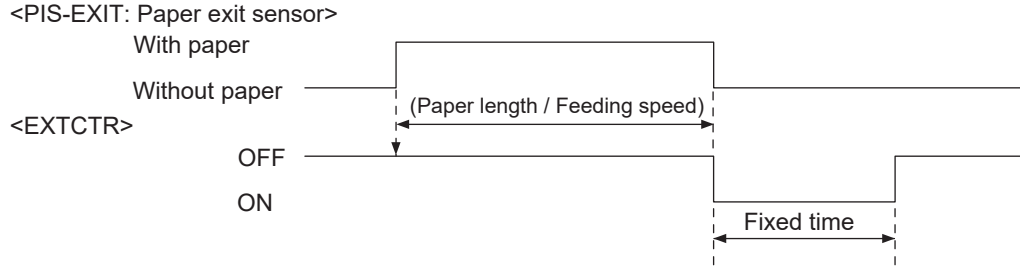 <PIS-EXIT: Paper exit sensor>
With paper
Without paper
(Paper length / Feeding speed)
<EXTCTR>
OFF
ON
Fixed time